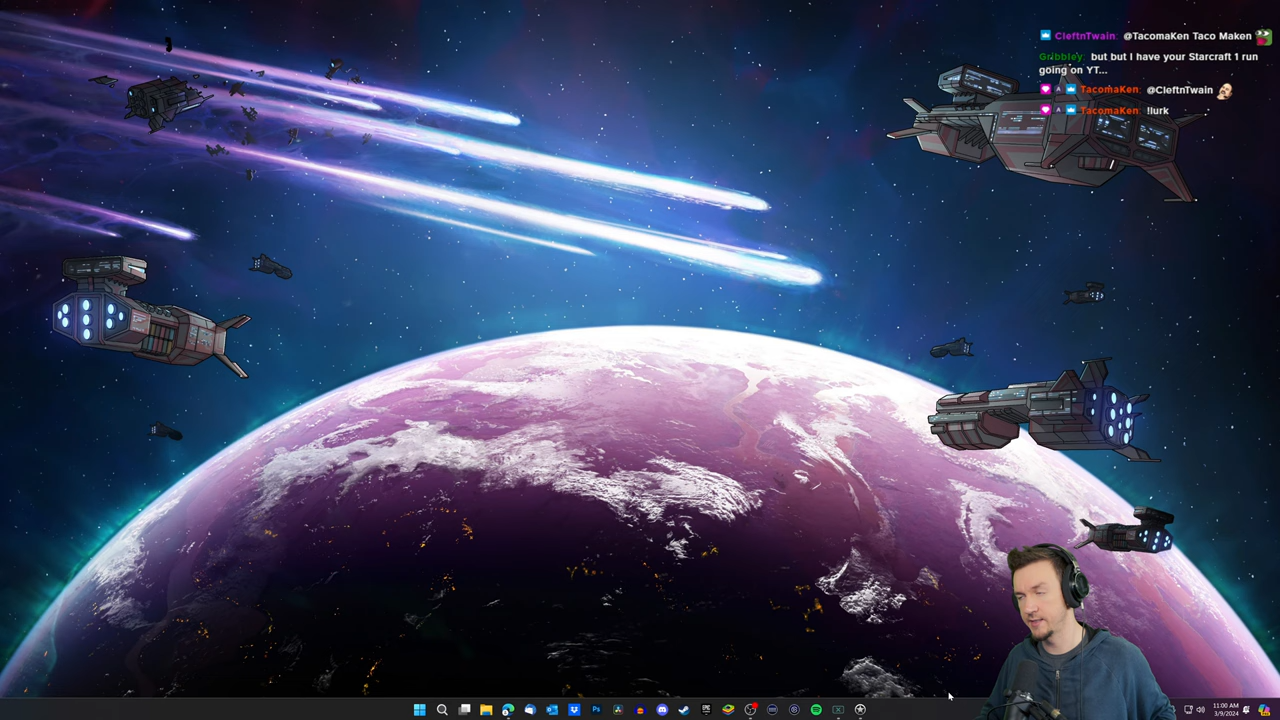 CleftnTwain: @TacomaKen Taco Maken
Gribbley: but but I have your Starcraft 1 run
going on YT...
A TacomaKen: @CleftnTwain
A TacomaKen: !lurk
11:00 AM
3/9/2024